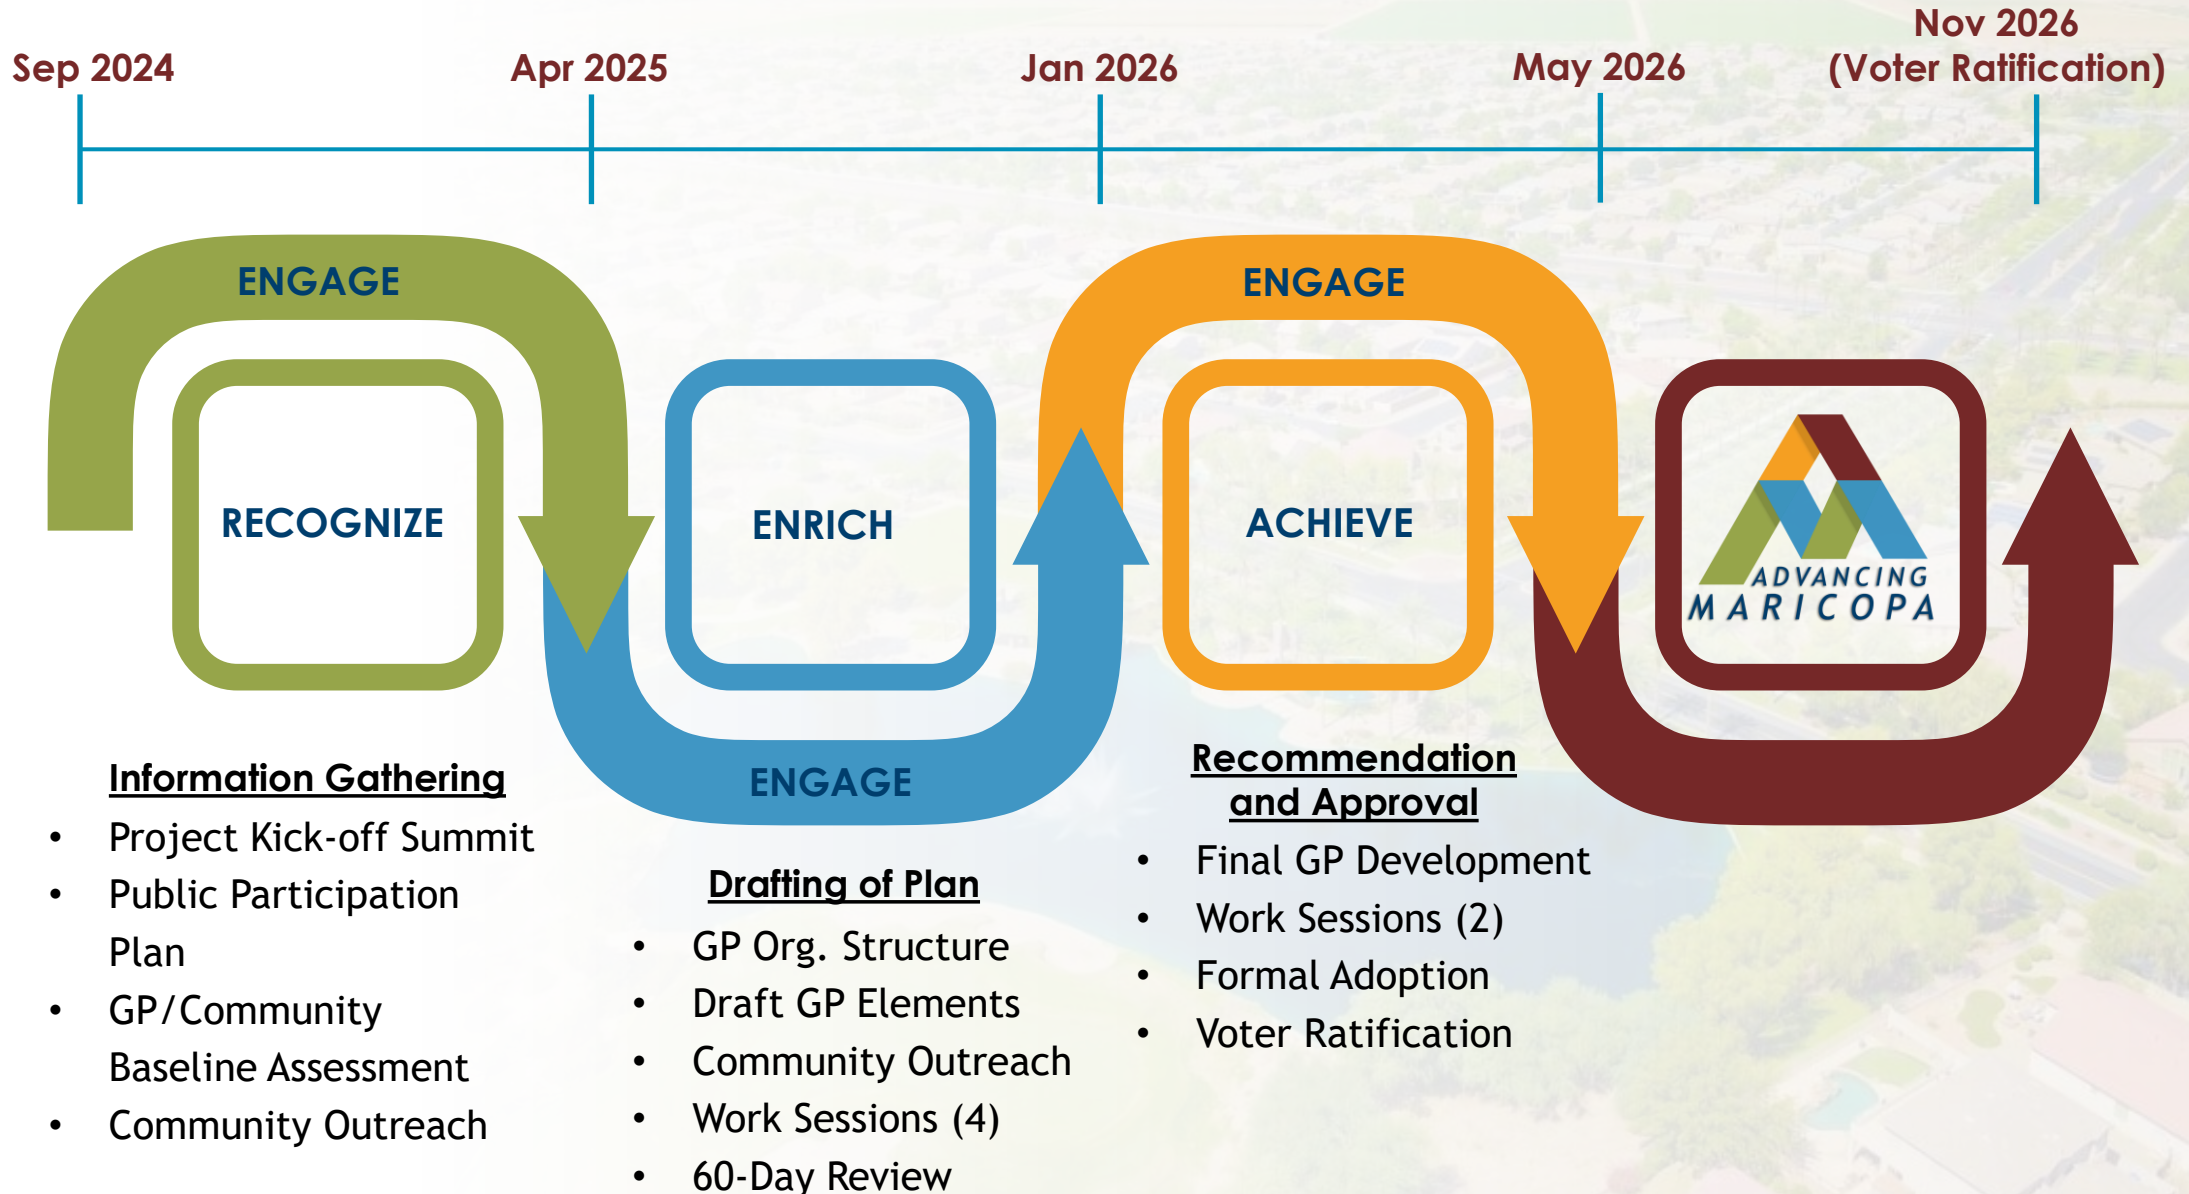 Sep 2024
Apr 2025
Jan 2026
May 2026
Nov 2026
(Voter Ratification)
ENGAGE
ENGAGE
RECOGNIZE
ENRICH
ACHIEVE
ADVANCING
MARICOPA
ENGAGE
Information Gathering
• Project Kick-off Summit
• Public Participation
Plan
• GP/Community
Baseline Assessment
• Community Outreach
Drafting of Plan
• GP Org. Structure
• Draft GP Elements
• Community Outreach
• Work Sessions (4)
• 60-Day Review
Recommendation
and Approval
• Final GP Development
• Work Sessions (2)
• Formal Adoption
• Voter Ratification